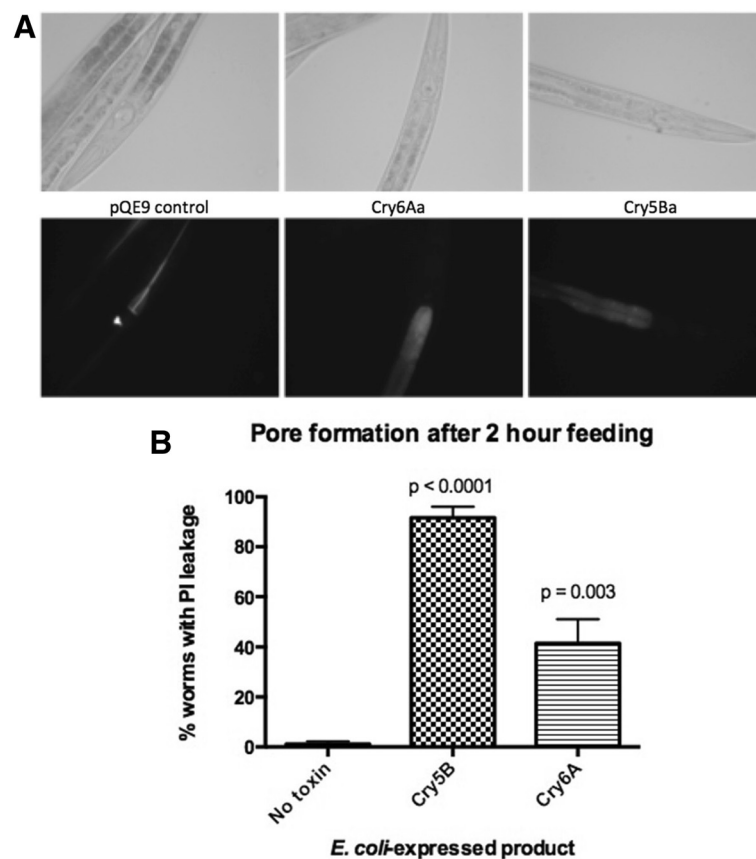 A
pQE9 control
Cry6Aa
Cry5Ba
B
Pore formation after 2 hour feeding
% worms with PI leakage
100
80
60
40
20
0
p < 0.0001
p = 0.003
No toxin
Cry5B
Cry6A
E. coli-expressed product